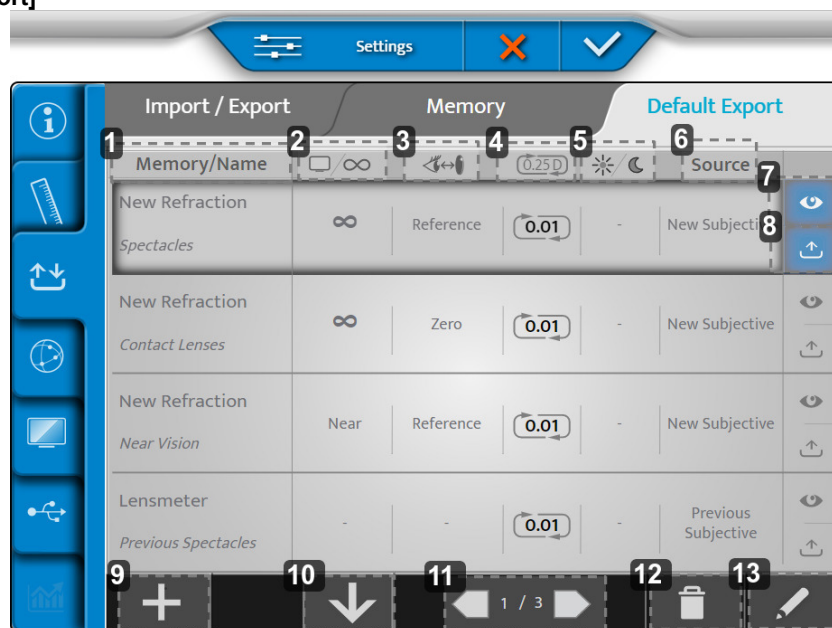 ort]
Settings
Import / Export Memory Default Export
1 2 3 4 5 6
Memory/Name 0.25 D Source
7
New Refraction
Spectacles
∞ Reference 0.01 - New Subjecti
8
New Refraction
Contact Lenses
∞ Zero 0.01 - New Subjective
New Refraction
Near Vision
Near Reference 0.01 - New Subjective
Lensmeter
Previous Spectacles
- - 0.01 - Previous
Subjective
9 10 11 12 13
1 / 3